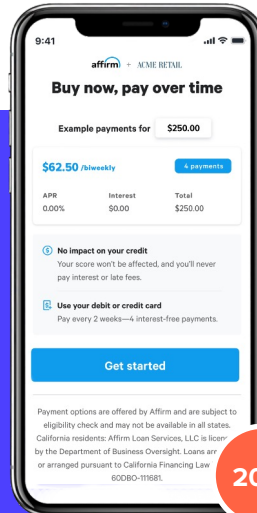 9:41
affirm + ACME RETAIL
Buy now, pay over time
Example payments for $250.00
$62.50 /biweekly 4 payments
APR Interest Total
0.00% $0.00 $250.00
No impact on your credit
Your score won't be affected, and you'll never
pay interest or late fees.
Use your debit or credit card
Pay every 2 weeks—4 interest-free payments.
Get started
Payment options are offered by Affirm and are subject to
eligibility check and may not be available in all states.
California residents: Affirm Loan Services, LLC is
by the Department of Business Oversight. Loans are
or arranged pursuant to California Financing Law
60DBO-111681.
20